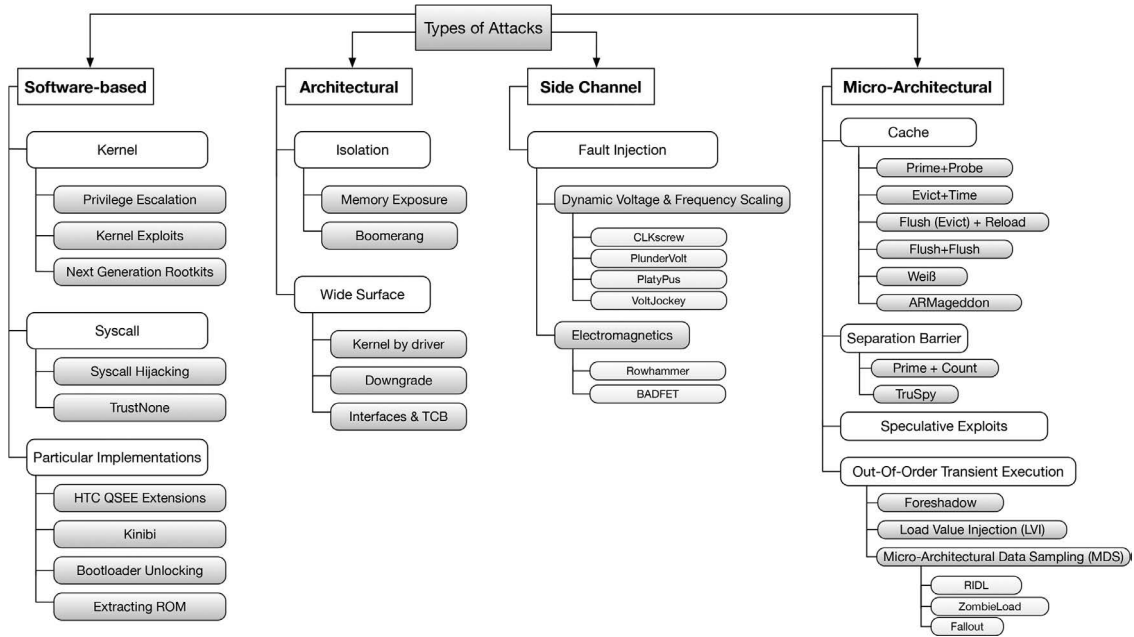 Types of Attacks
Software-based
Kernel
Privilege Escalation
Kernel Exploits
Next Generation Rootkits
Syscall
Syscall Hijacking
TrustNone
Particular Implementations
HTC QSEE Extensions
Kinibi
Bootloader Unlocking
Extracting ROM
Architectural
Isolation
Memory Exposure
Boomerang
Wide Surface
Kernel by driver
Downgrade
Interfaces & TCB
Side Channel
Fault Injection
Dynamic Voltage & Frequency Scaling
CLKscrew
PlunderVolt
PlatyPus
VoltJockey
Electromagnetics
Rowhammer
BADFET
Micro-Architectural
Cache
Prime+Probe
Evict+Time
Flush (Evict) + Reload
Flush+Flush
Weiß
ARMageddon
Separation Barrier
Prime + Count
TruSpy
Speculative Exploits
Out-Of-Order Transient Execution
Foreshadow
Load Value Injection (LVI)
Micro-Architectural Data Sampling (MDS)
RIDL
ZombieLoad
Fallout